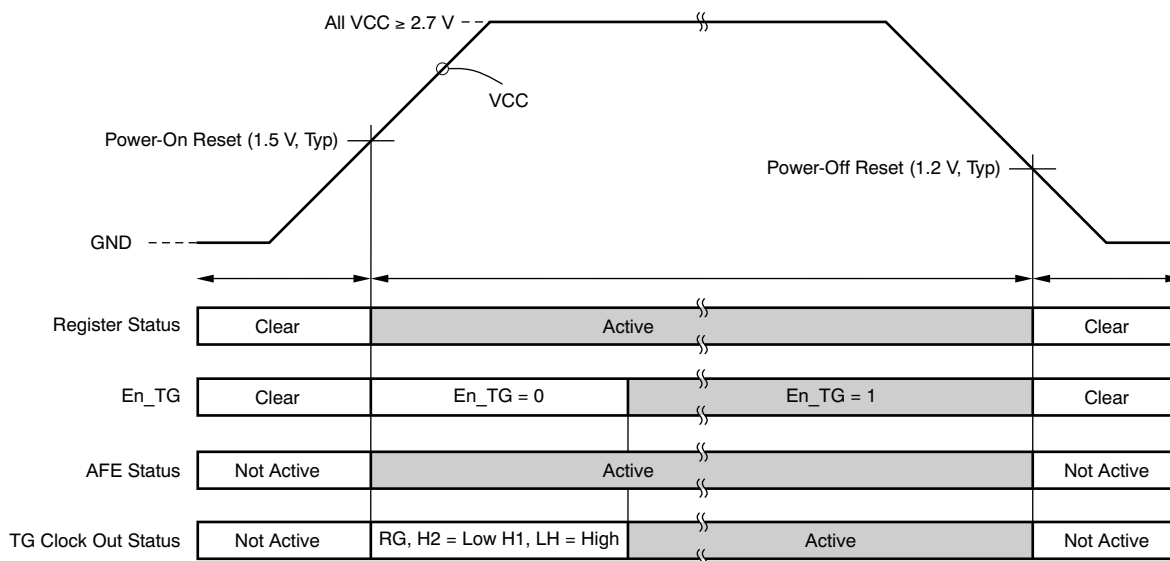 All VCC ≥ 2.7 V
VCC
Power-On Reset (1.5 V, Typ)
Power-Off Reset (1.2 V, Typ)
GND
Register Status
Clear
Active
Clear
En_TG
Clear
En_TG = 0
En_TG = 1
Clear
AFE Status
Not Active
Active
Not Active
TG Clock Out Status
Not Active
RG, H2 = Low H1, LH = High
Active
Not Active